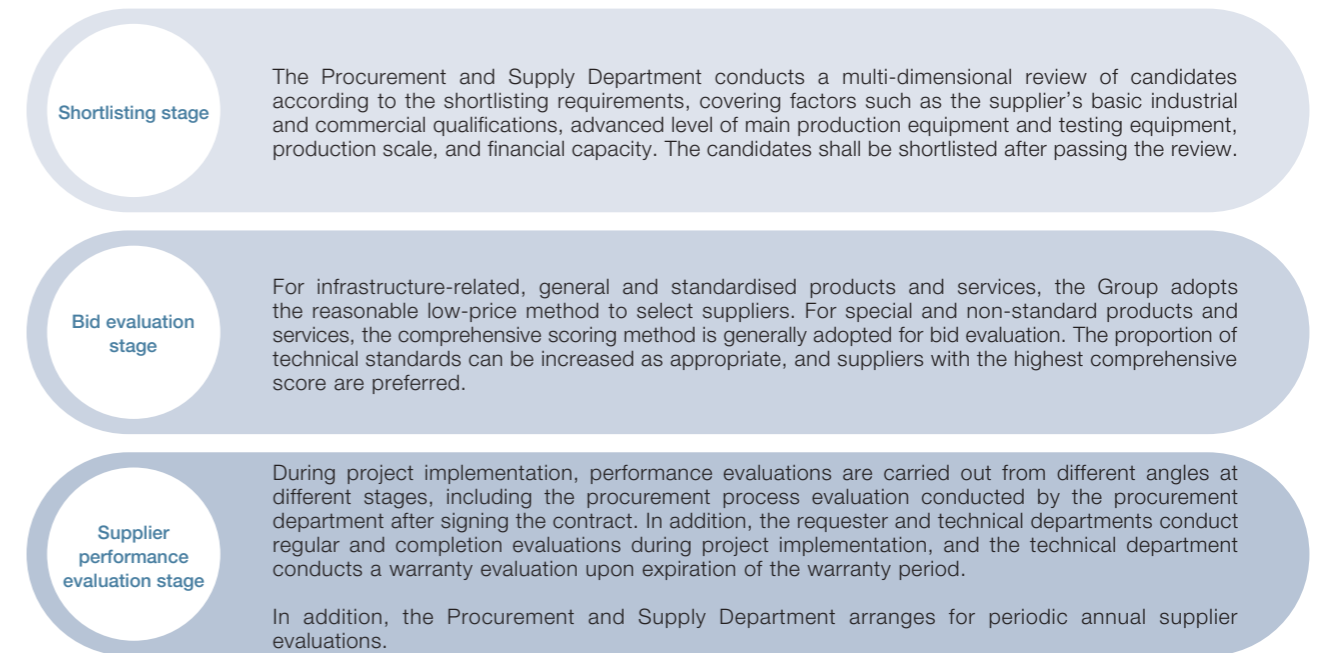 Shortlisting stage
The Procurement and Supply Department conducts a multi-dimensional review of candidates
according to the shortlisting requirements, covering factors such as the supplier's basic industrial
and commercial qualifications, advanced level of main production equipment and testing equipment,
production scale, and financial capacity. The candidates shall be shortlisted after passing the review.
Bid evaluation
stage
For infrastructure-related, general and standardised products and services, the Group adopts
the reasonable low-price method to select suppliers. For special and non-standard products and
services, the comprehensive scoring method is generally adopted for bid evaluation. The proportion of
technical standards can be increased as appropriate, and suppliers with the highest comprehensive
score are preferred.
Supplier
performance
evaluation stage
During project implementation, performance evaluations are carried out from different angles at
different stages, including the procurement process evaluation conducted by the procurement
department after signing the contract. In addition, the requester and technical departments conduct
regular and completion evaluations during project implementation, and the technical department
conducts a warranty evaluation upon expiration of the warranty period.
In addition, the Procurement and Supply Department arranges for periodic annual supplier
evaluations.